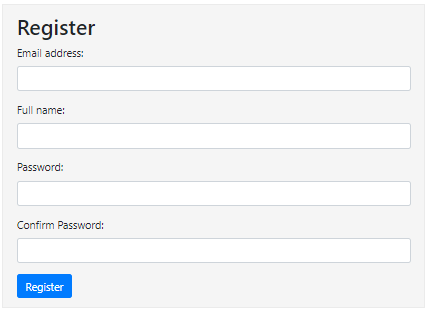 Register
Email address:
Full name:
Password:
Confirm Password:
Register